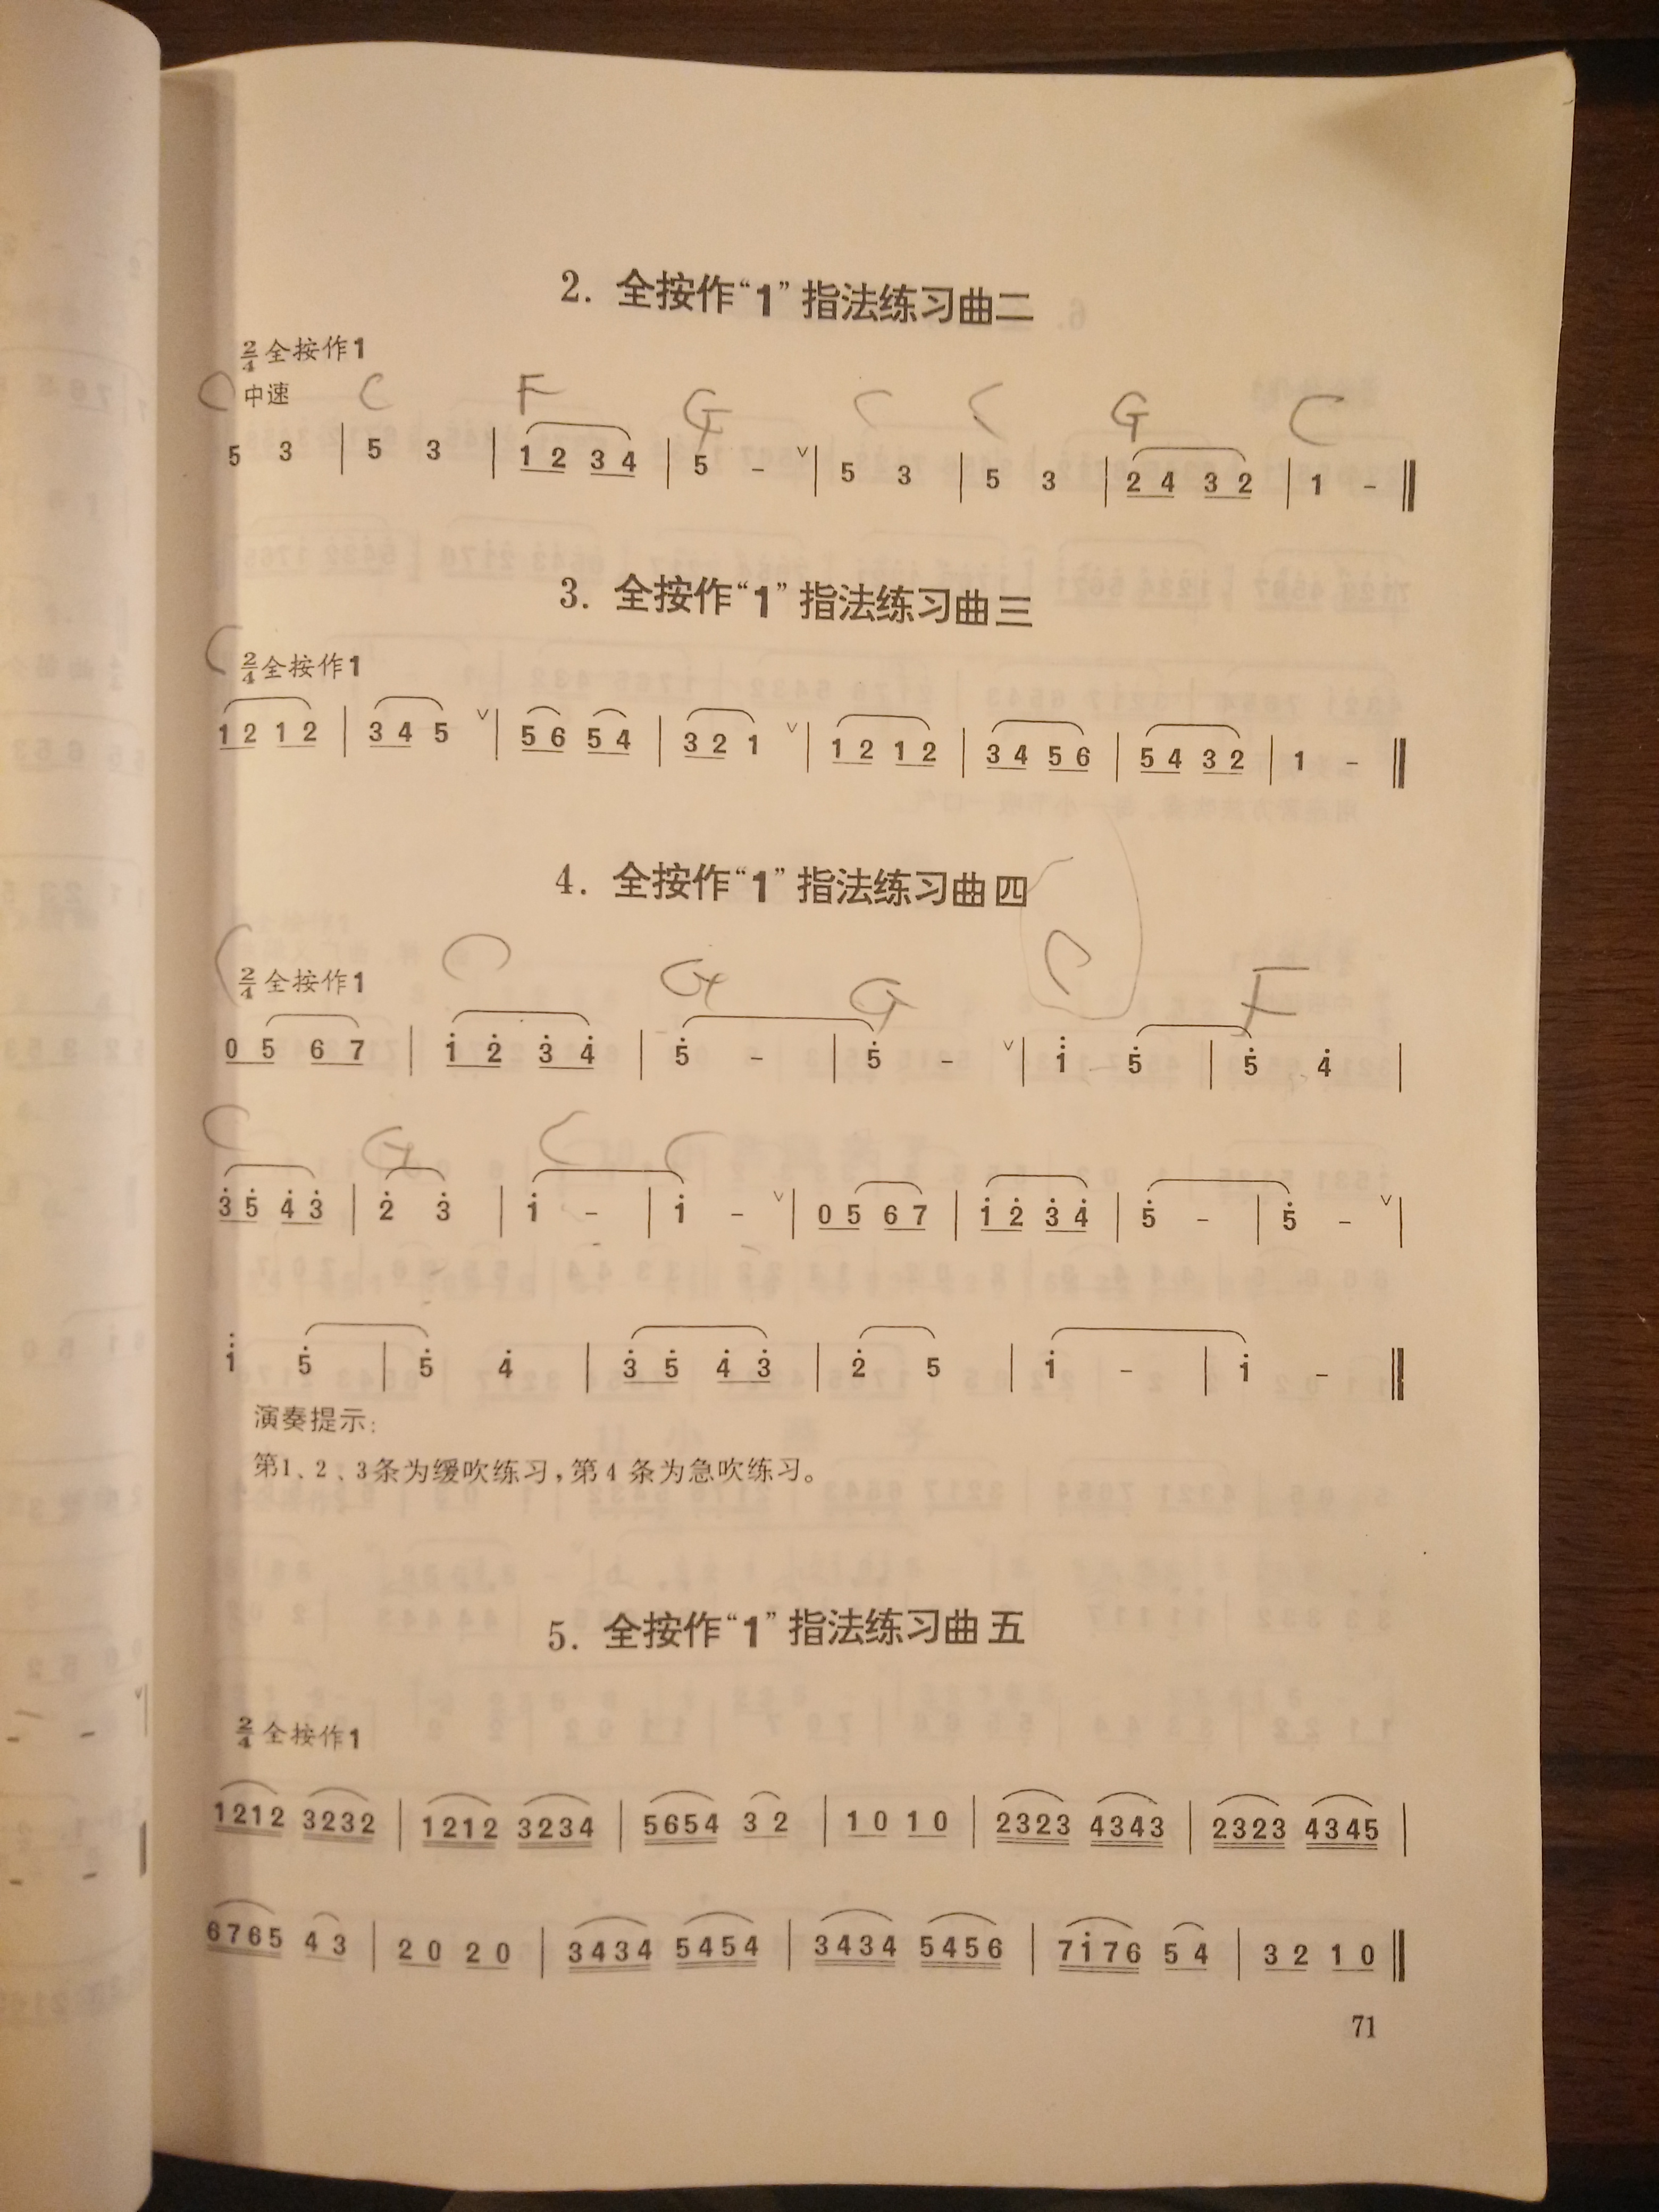 2. 全按作“1”指法练习曲二
2/4 全按作1
C 中速 C F G C C G C
5 3 | 5 3 | 1 2 3 4 | 5 - ∨| 5 3 | 5 3 | 2 4 3 2 | 1 - ‖
3. 全按作“1”指法练习曲三
C 2/4 全按作1
1 2 1 2 | 3 4 5 ∨| 5 6 5 4 | 3 2 1 ∨| 1 2 1 2 | 3 4 5 6 | 5 4 3 2 | 1 - ‖
4. 全按作“1”指法练习曲四
C C G G C F
2/4 全按作1
0 5 6 7 | 1̇ 2̇ 3̇ 4̇ | 5̇ - | 5̇ - ∨| 1̇ 5̇ | 5̇ 4̇ |
C G C C
3̇ 5̇ 4̇ 3̇ | 2̇ 3̇ | 1̇ - | 1̇ - ∨| 0 5 6 7 | 1̇ 2̇ 3̇ 4̇ | 5̇ - | 5̇ - ∨|
1̇ 5̇ | 5̇ 4̇ | 3̇ 5̇ 4̇ 3̇ | 2̇ 5 | 1̇ - | 1̇ - ‖
演奏提示：
第1、2、3条为缓吹练习，第4条为急吹练习。
5. 全按作“1”指法练习曲五
2/4 全按作1
1212 3232 | 1212 3234 | 5654 3 2 | 1 0 1 0 | 2323 4343 | 2323 4345 |
6765 4 3 | 2 0 2 0 | 3434 5454 | 3434 5456 | 71̇76 5 4 | 3 2 1 0 ‖
71